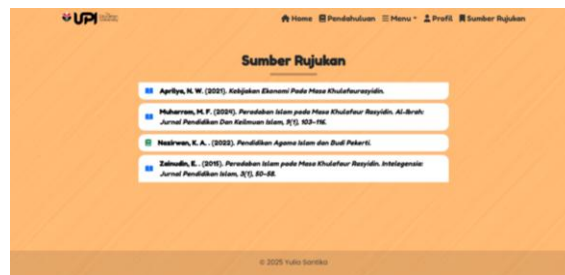 UPI
Home Pendahuluan Menu Profil Sumber Rujukan
Sumber Rujukan
Apriliya, N. W. (2021). Kebijakan Ekonomi Pada Masa Khulafaurasyidin.
Muharram, M. F. (2024). Peradaban Islam pada Masa Khulafaur Rasyidin. Al-Ibrah:
Jurnal Pendidikan Dan Keilmuan Islam, 9(1), 103–116.
Nazirwan, K. A. . (2022). Pendidikan Agama Islam dan Budi Pekerti.
Zainudin, E. . (2015). Peradaban Islam pada Masa Khulafaur Rasyidin. Intelegensia:
Jurnal Pendidikan Islam, 3(1), 50–58.
© 2025 Yulia Santika